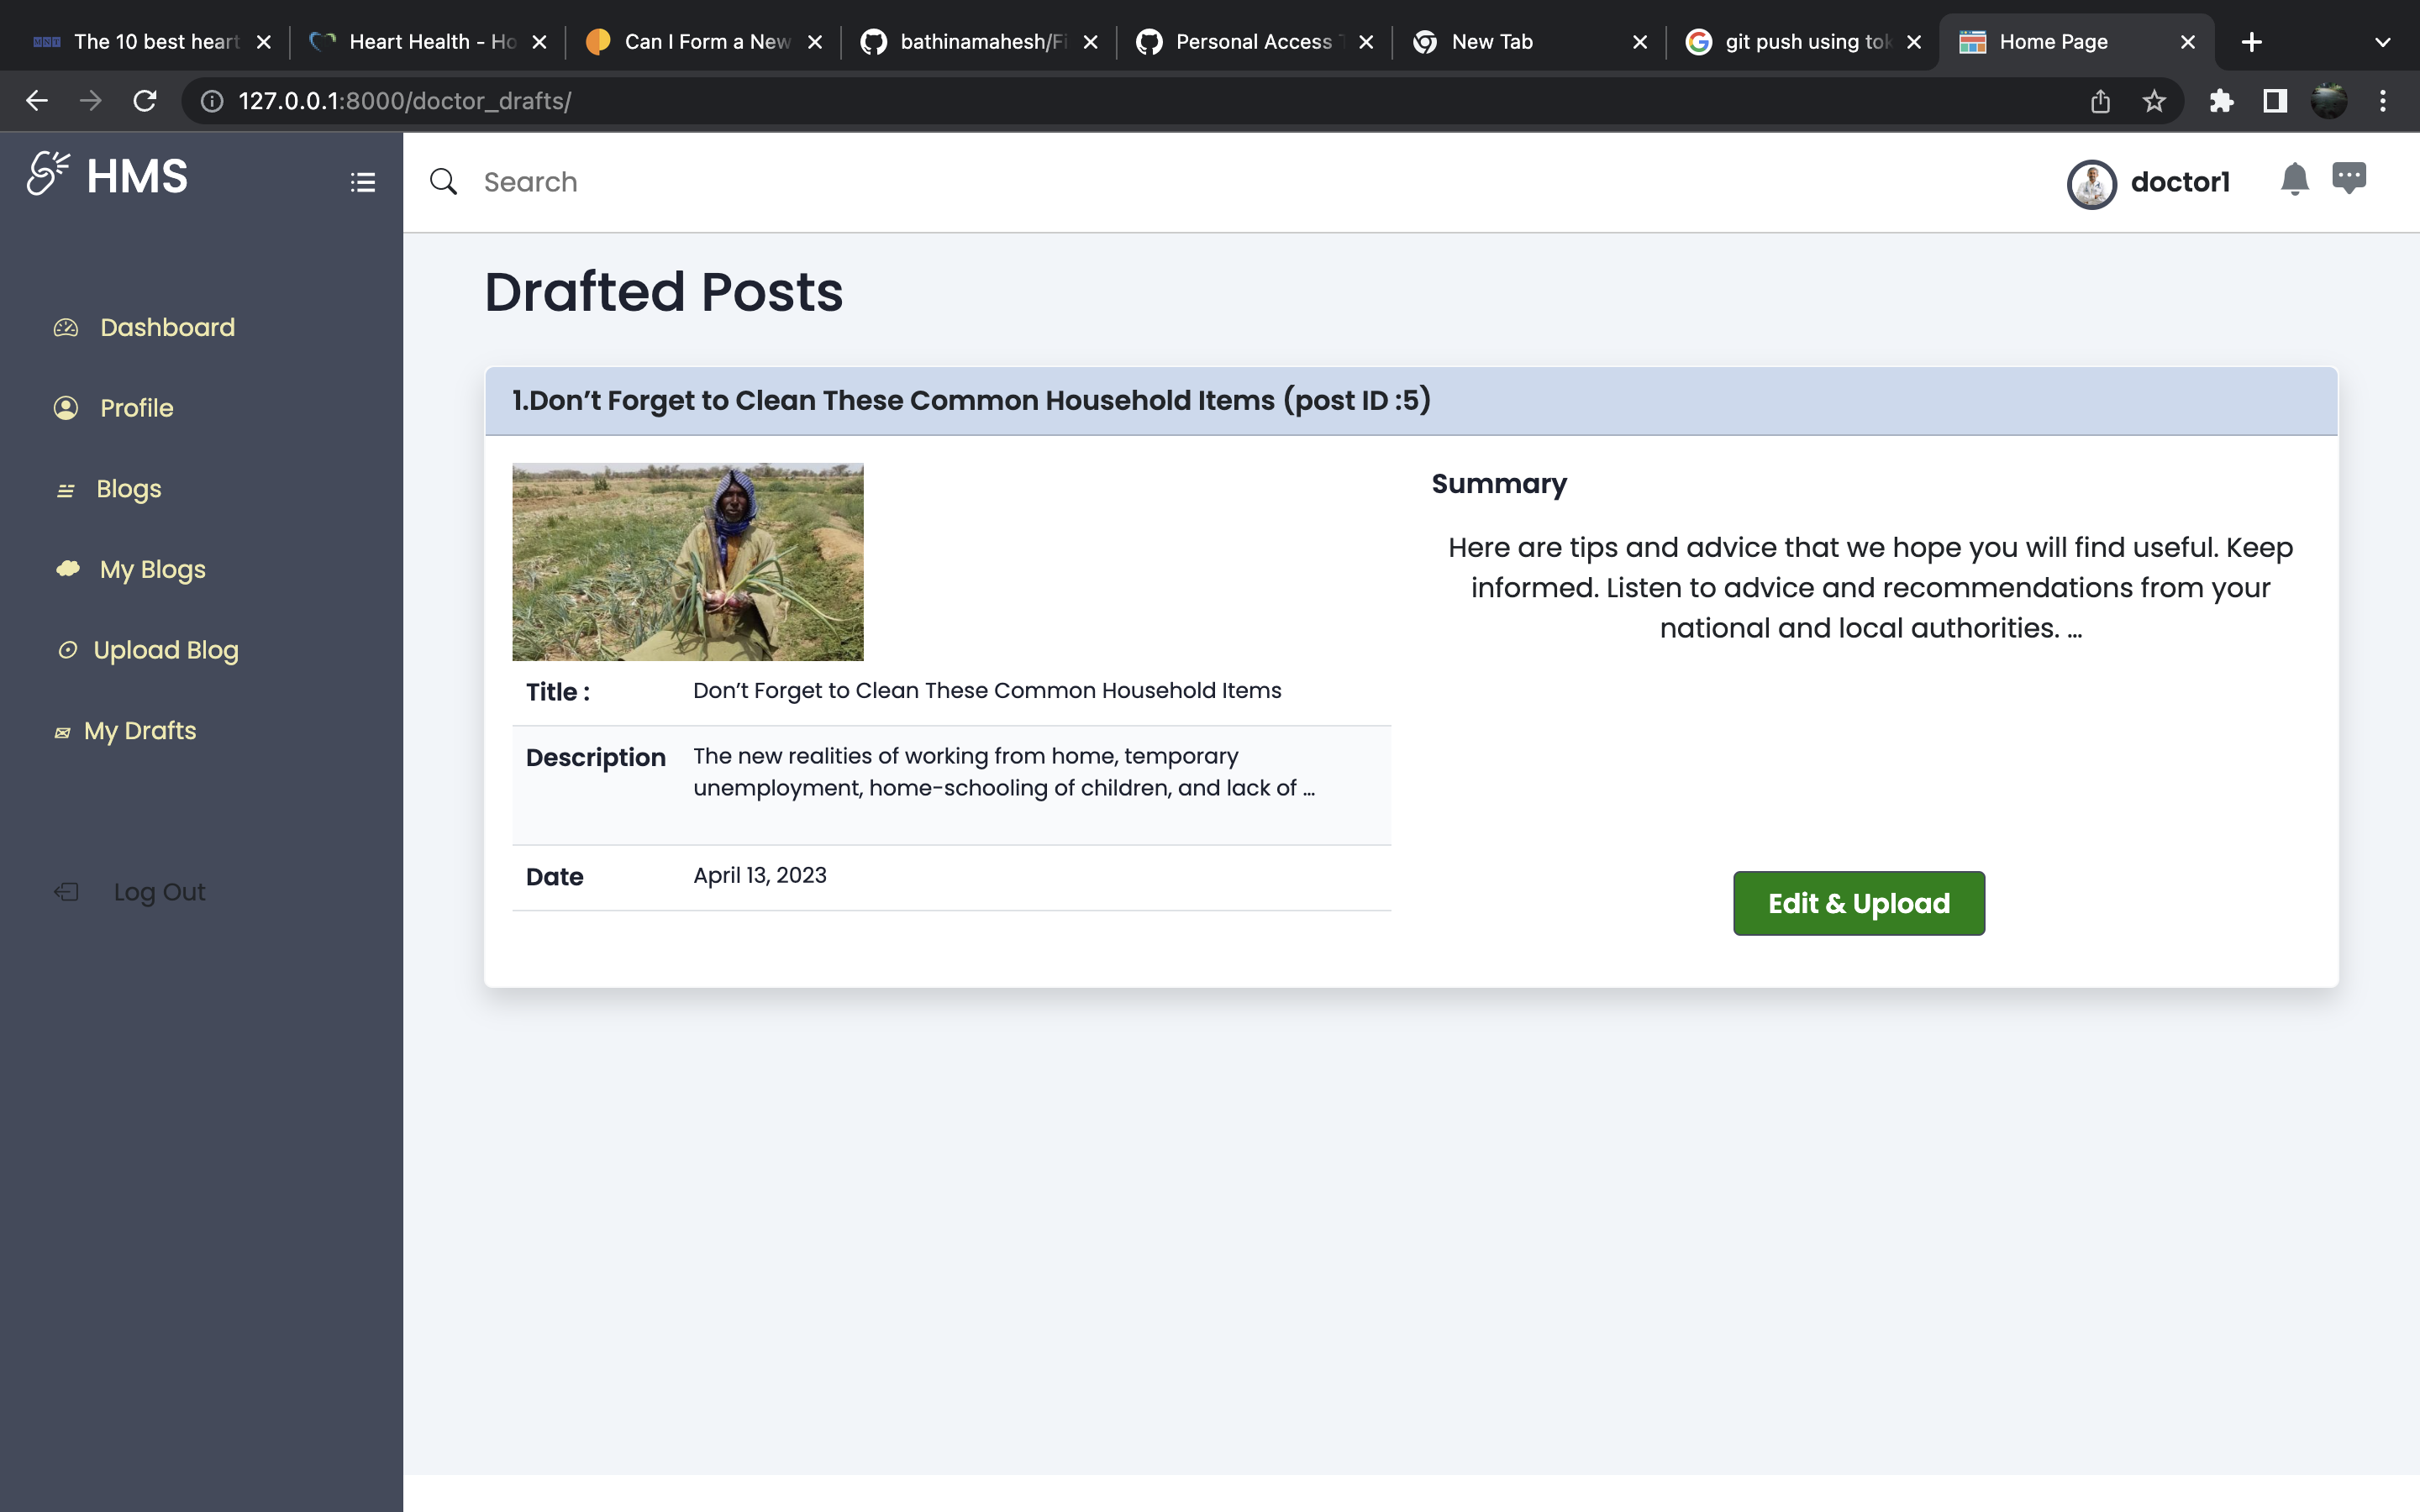 The 10 best heart
Heart Health - Ho
Can I Form a New
bathinamahesh/Fi
Personal Access T
New Tab
git push using tok
Home Page
127.0.0.1:8000/doctor_drafts/
HMS
Search
doctor1
Dashboard
Profile
Blogs
My Blogs
Upload Blog
My Drafts
Log Out
Drafted Posts
1.Don’t Forget to Clean These Common Household Items (post ID :5)
Title :
Don’t Forget to Clean These Common Household Items
Description
The new realities of working from home, temporary
unemployment, home-schooling of children, and lack of …
Date
April 13, 2023
Summary
Here are tips and advice that we hope you will find useful. Keep
informed. Listen to advice and recommendations from your
national and local authorities. …
Edit & Upload